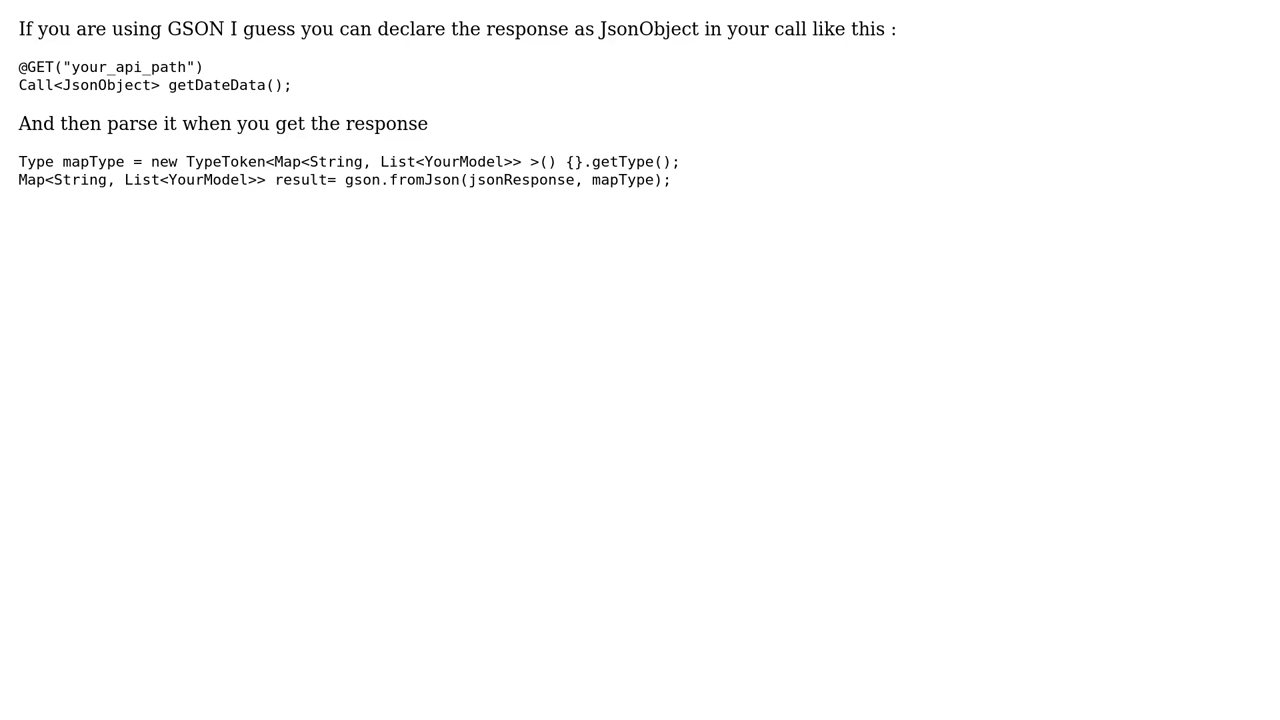 If you are using GSON I guess you can declare the response as JsonObject in your call like this :
@GET("your_api_path")
Call<JsonObject> getDateData();
And then parse it when you get the response
Type mapType = new TypeToken<Map<String, List<YourModel>> >() {}.getType();
Map<String, List<YourModel>> result= gson.fromJson(jsonResponse, mapType);